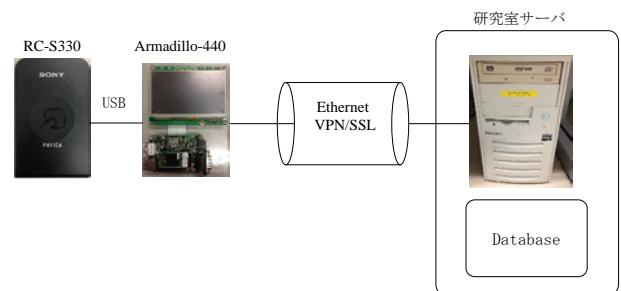 研究室サーバ
RC-S330
Armadillo-440
SONY
USB
Ethernet
VPN/SSL
FeliCa
Database